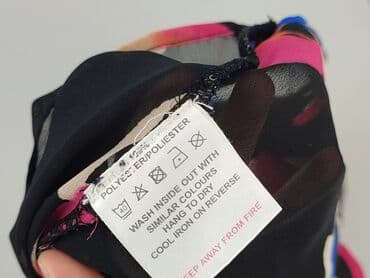 POLYESTER/POLIESTER
40
WASH INSIDE OUT WITH
SIMILAR COLOURS
HANG TO DRY
COOL IRON ON REVERSE
KEEP AWAY FROM FIRE